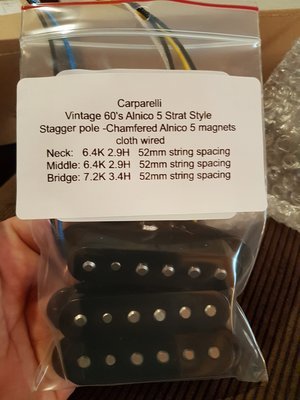 Carparelli
Vintage 60's Alnico 5 Strat Style
Stagger pole -Chamfered Alnico 5 magnets
cloth wired
Neck: 6.4K 2.9H 52mm string spacing
Middle: 6.4K 2.9H 52mm string spacing
Bridge: 7.2K 3.4H 52mm string spacing